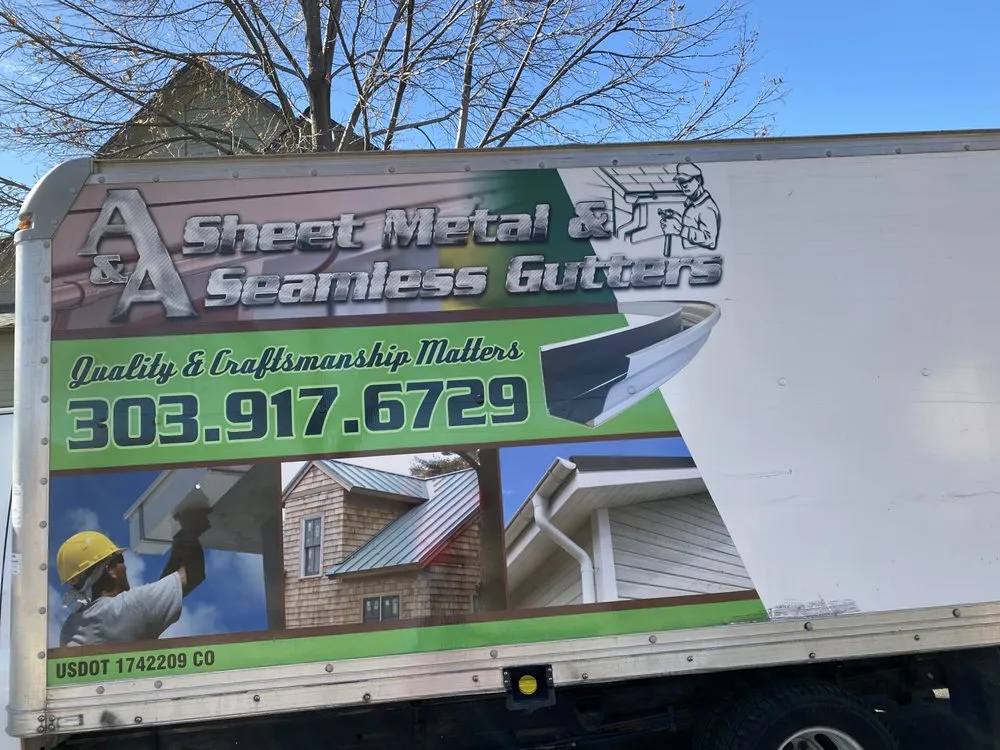 A & A
Sheet Metal &
Seamless Gutters
Quality & Craftsmanship Matters
303.917.6729
USDOT 1742209 CO